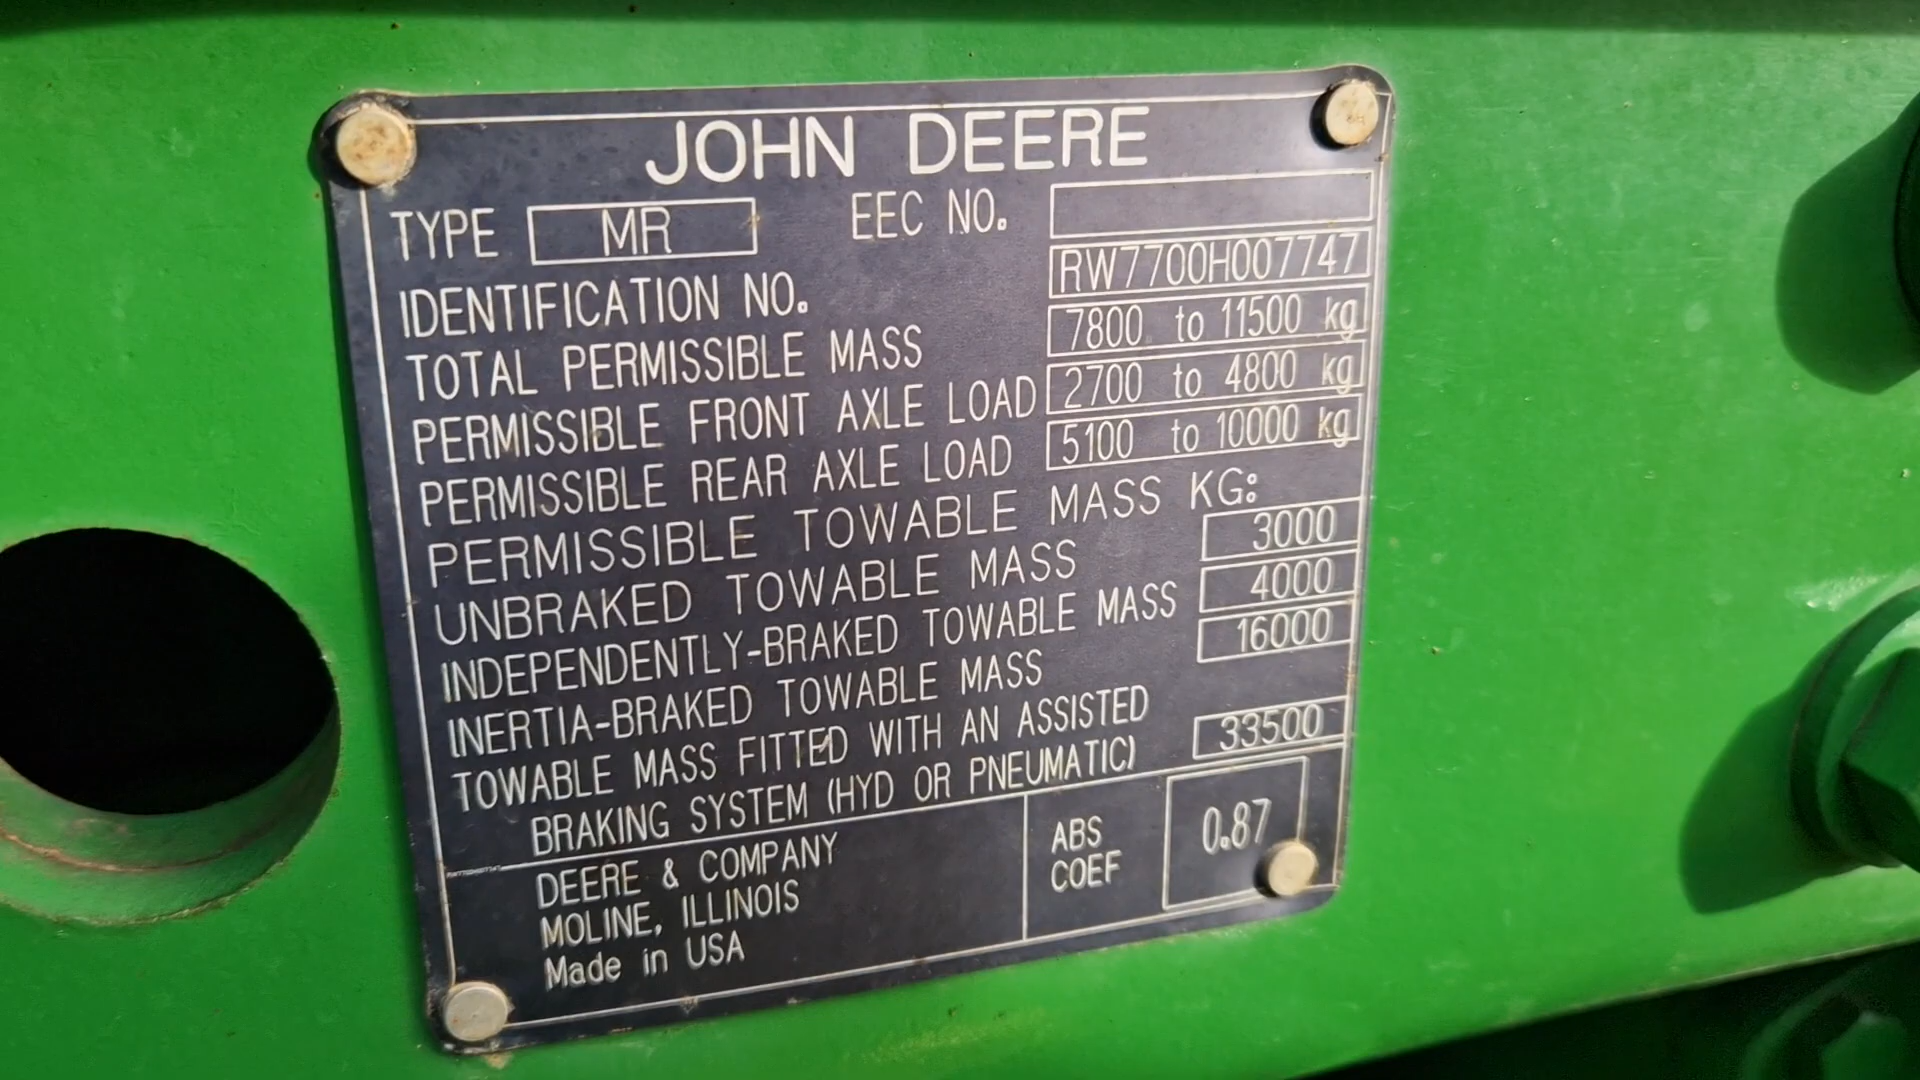 JOHN DEERE
TYPE MR EEC NO.
IDENTIFICATION NO. RW7700H007747
TOTAL PERMISSIBLE MASS 7800 to 11500 kg
PERMISSIBLE FRONT AXLE LOAD 2700 to 4800 kg
PERMISSIBLE REAR AXLE LOAD 5100 to 10000 kg
PERMISSIBLE TOWABLE MASS KG:
UNBRAKED TOWABLE MASS 3000
INDEPENDENTLY-BRAKED TOWABLE MASS 4000
INERTIA-BRAKED TOWABLE MASS 16000
TOWABLE MASS FITTED WITH AN ASSISTED
BRAKING SYSTEM (HYD OR PNEUMATIC) 33500
DEERE & COMPANY
MOLINE, ILLINOIS
Made in USA
ABS
COEF
0.87